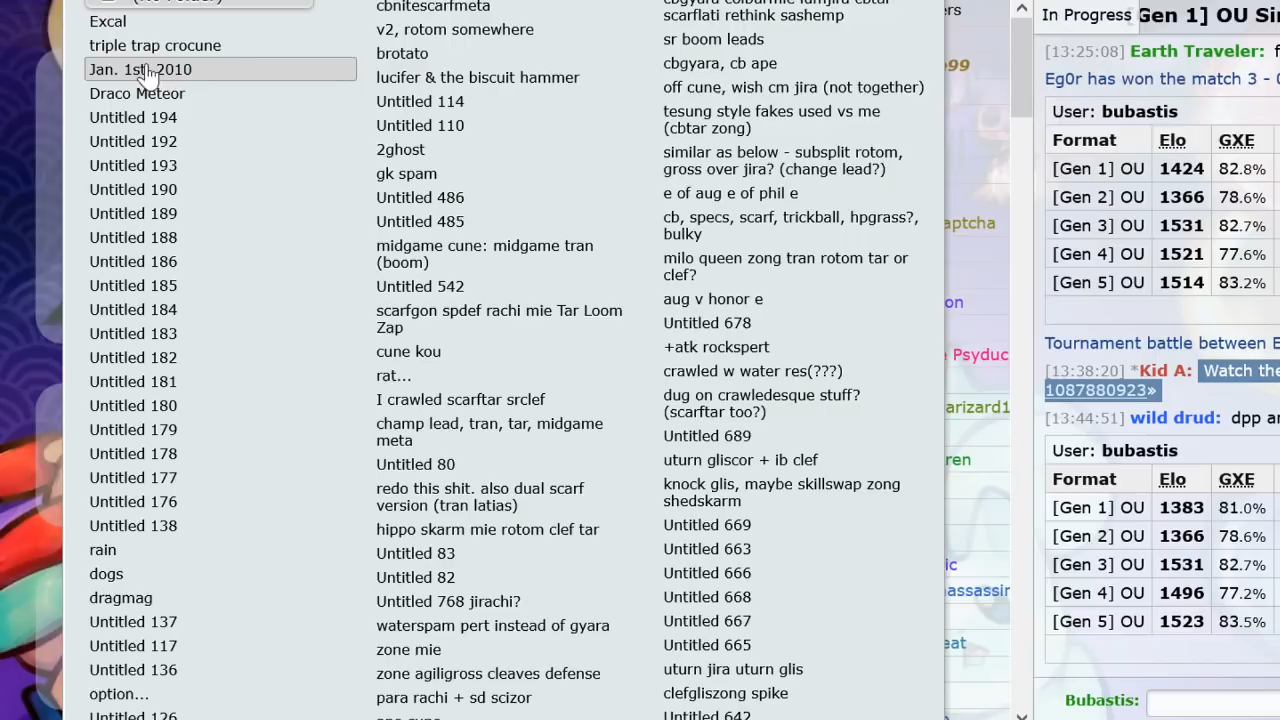 Excal
triple trap crocune
Jan. 1st 2010
Draco Meteor
Untitled 194
Untitled 192
Untitled 193
Untitled 190
Untitled 189
Untitled 188
Untitled 186
Untitled 185
Untitled 184
Untitled 183
Untitled 182
Untitled 181
Untitled 180
Untitled 179
Untitled 178
Untitled 177
Untitled 176
Untitled 138
rain
dogs
dragmag
Untitled 137
Untitled 117
Untitled 136
option...
Untitled 126
cbnitescarfmeta
v2, rotom somewhere
brotato
lucifer & the biscuit hammer
Untitled 114
Untitled 110
2ghost
gk spam
Untitled 486
Untitled 485
midgame cune: midgame tran
(boom)
Untitled 542
scarfgon spdef rachi mie Tar Loom
Zap
cune kou
rat...
I crawled scarftar srclef
champ lead, tran, tar, midgame
meta
Untitled 80
redo this shit. also dual scarf
version (tran latias)
hippo skarm mie rotom clef tar
Untitled 83
Untitled 82
Untitled 768 jirachi?
waterspam pert instead of gyara
zone mie
zone agiligross cleaves defense
para rachi + sd scizor
scarflati rethink sashemp
sr boom leads
cbgyara, cb ape
off cune, wish cm jira (not together)
tesung style fakes used vs me
(cbtar zong)
similar as below - subsplit rotom,
gross over jira? (change lead?)
e of aug e of phil e
cb, specs, scarf, trickball, hpgrass?,
bulky
milo queen zong tran rotom tar or
clef?
aug v honor e
Untitled 678
+atk rockspert
crawled w water res(???)
dug on crawledesque stuff?
(scarftar too?)
Untitled 689
uturn gliscor + ib clef
knock glis, maybe skillswap zong
shedskarm
Untitled 669
Untitled 663
Untitled 666
Untitled 668
Untitled 667
Untitled 665
uturn jira uturn glis
clefgliszong spike
Untitled 642
ers
99
aptcha
on
e Psyduc
arizard1
ren
ic
assassin
eat
In Progress
[Gen 1] OU Si
[13:25:08] Earth Traveler: f
Eg0r has won the match 3 - 0
User: bubastis
Format Elo GXE
[Gen 1] OU 1424 82.8%
[Gen 2] OU 1366 78.6%
[Gen 3] OU 1531 82.7%
[Gen 4] OU 1521 77.6%
[Gen 5] OU 1514 83.2%
Tournament battle between E
[13:38:20] *Kid A: Watch the
1087880923»
[13:44:51] wild drud: dpp an
User: bubastis
Format Elo GXE
[Gen 1] OU 1383 81.0%
[Gen 2] OU 1366 78.6%
[Gen 3] OU 1531 82.7%
[Gen 4] OU 1496 77.2%
[Gen 5] OU 1523 83.5%
Bubastis: